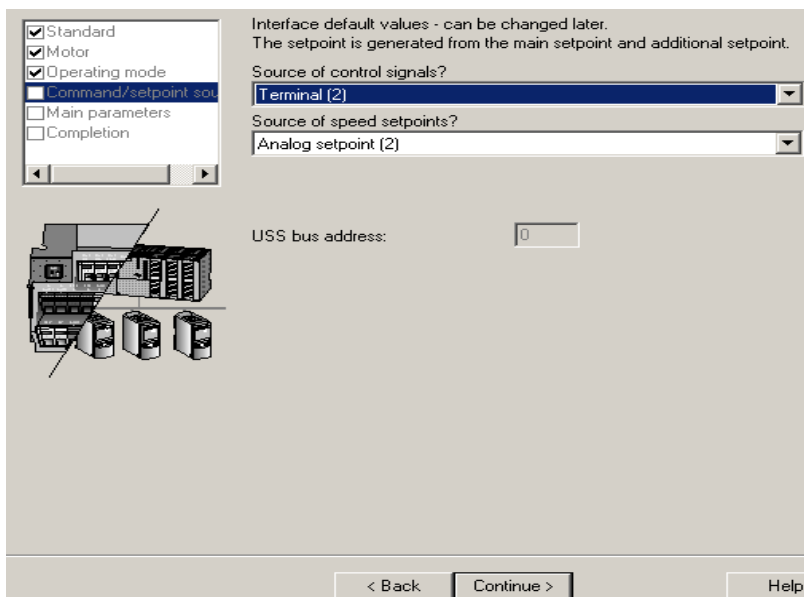 Standard
Motor
Operating mode
Command/setpoint sou
Main parameters
Completion
Interface default values - can be changed later.
The setpoint is generated from the main setpoint and additional setpoint.
Source of control signals?
Terminal (2)
Source of speed setpoints?
Analog setpoint (2)
USS bus address:
0
< Back
Continue >
Help